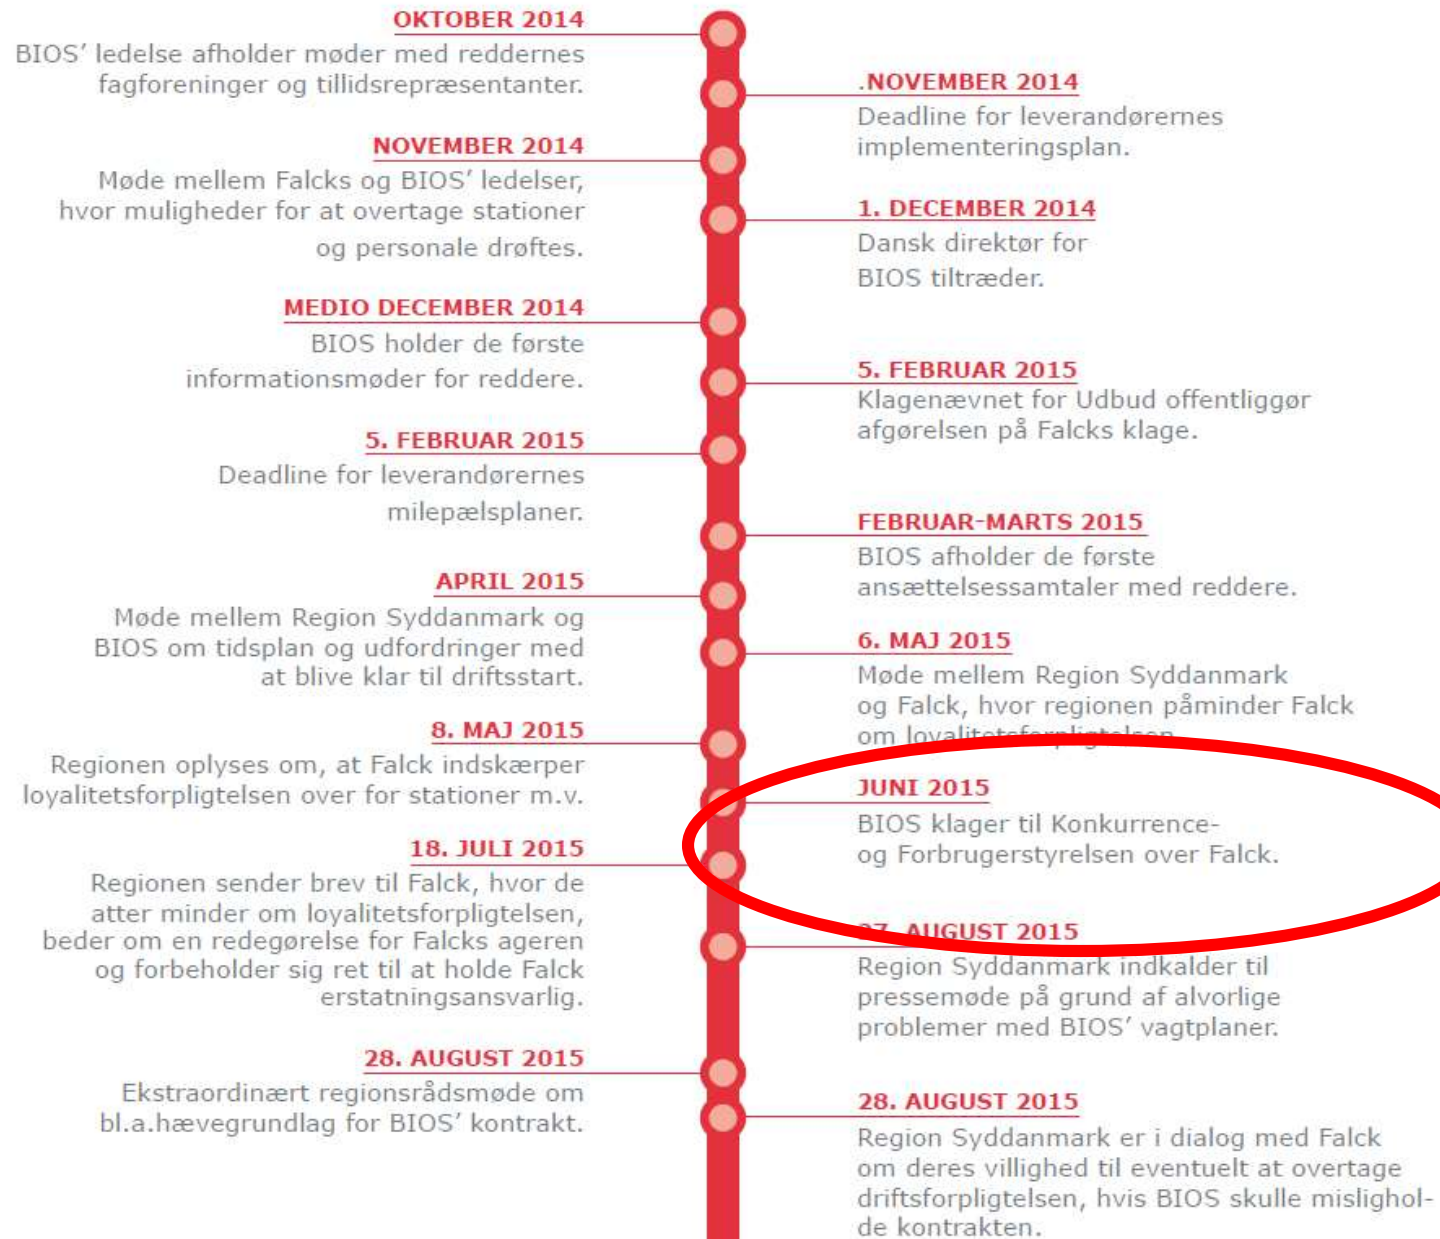 OKTOBER 2014
BIOS’ ledelse afholder møder med reddernes
fagforeninger og tillidsrepræsentanter.
.NOVEMBER 2014
Deadline for leverandørernes
implementeringsplan.
NOVEMBER 2014
Møde mellem Falcks og BIOS’ ledelser,
hvor muligheder for at overtage stationer
og personale drøftes.
1. DECEMBER 2014
Dansk direktør for
BIOS tiltræder.
MEDIO DECEMBER 2014
BIOS holder de første
informationsmøder for reddere.
5. FEBRUAR 2015
Klagenævnet for Udbud offentliggør
afgørelsen på Falcks klage.
5. FEBRUAR 2015
Deadline for leverandørernes
milepælsplaner.
FEBRUAR-MARTS 2015
BIOS afholder de første
ansættelsessamtaler med reddere.
APRIL 2015
Møde mellem Region Syddanmark og
BIOS om tidsplan og udfordringer med
at blive klar til driftsstart.
6. MAJ 2015
Møde mellem Region Syddanmark
og Falck, hvor regionen påminder Falck
om loyalitetsforpligtelsen.
8. MAJ 2015
Regionen oplyses om, at Falck indskærper
loyalitetsforpligtelsen over for stationer m.v.
JUNI 2015
BIOS klager til Konkurrence-
og Forbrugerstyrelsen over Falck.
18. JULI 2015
Regionen sender brev til Falck, hvor de
atter minder om loyalitetsforpligtelsen,
beder om en redegørelse for Falcks ageren
og forbeholder sig ret til at holde Falck
erstatningsansvarlig.
27. AUGUST 2015
Region Syddanmark indkalder til
pressemøde på grund af alvorlige
problemer med BIOS’ vagtplaner.
28. AUGUST 2015
Ekstraordinært regionsrådsmøde om
bl.a.hævegrundlag for BIOS’ kontrakt.
28. AUGUST 2015
Region Syddanmark er i dialog med Falck
om deres villighed til eventuelt at overtage
driftsforpligtelsen, hvis BIOS skulle mislighol-
de kontrakten.